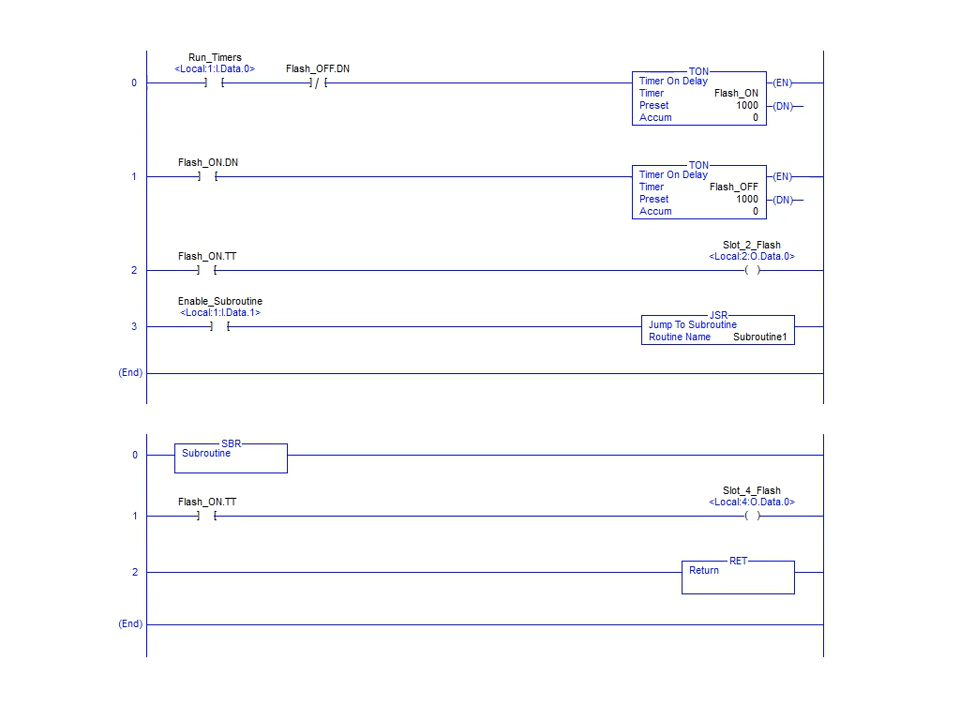 Run_Timers
<Local:1:I.Data.0> Flash_OFF.DN
TON
0 Timer On Delay (EN)
Timer Flash_ON
Preset 1000 (DN)
Accum 0
Flash_ON.DN
TON
1 Timer On Delay (EN)
Timer Flash_OFF
Preset 1000 (DN)
Accum 0
Slot_2_Flash
Flash_ON.TT <Local:2:O.Data.0>
2
Enable_Subroutine
<Local:1:I.Data.1>
JSR
3 Jump To Subroutine
Routine Name Subroutine1
(End)
SBR
0 Subroutine
Slot_4_Flash
Flash_ON.TT <Local:4:O.Data.0>
1
RET
2 Return
(End)